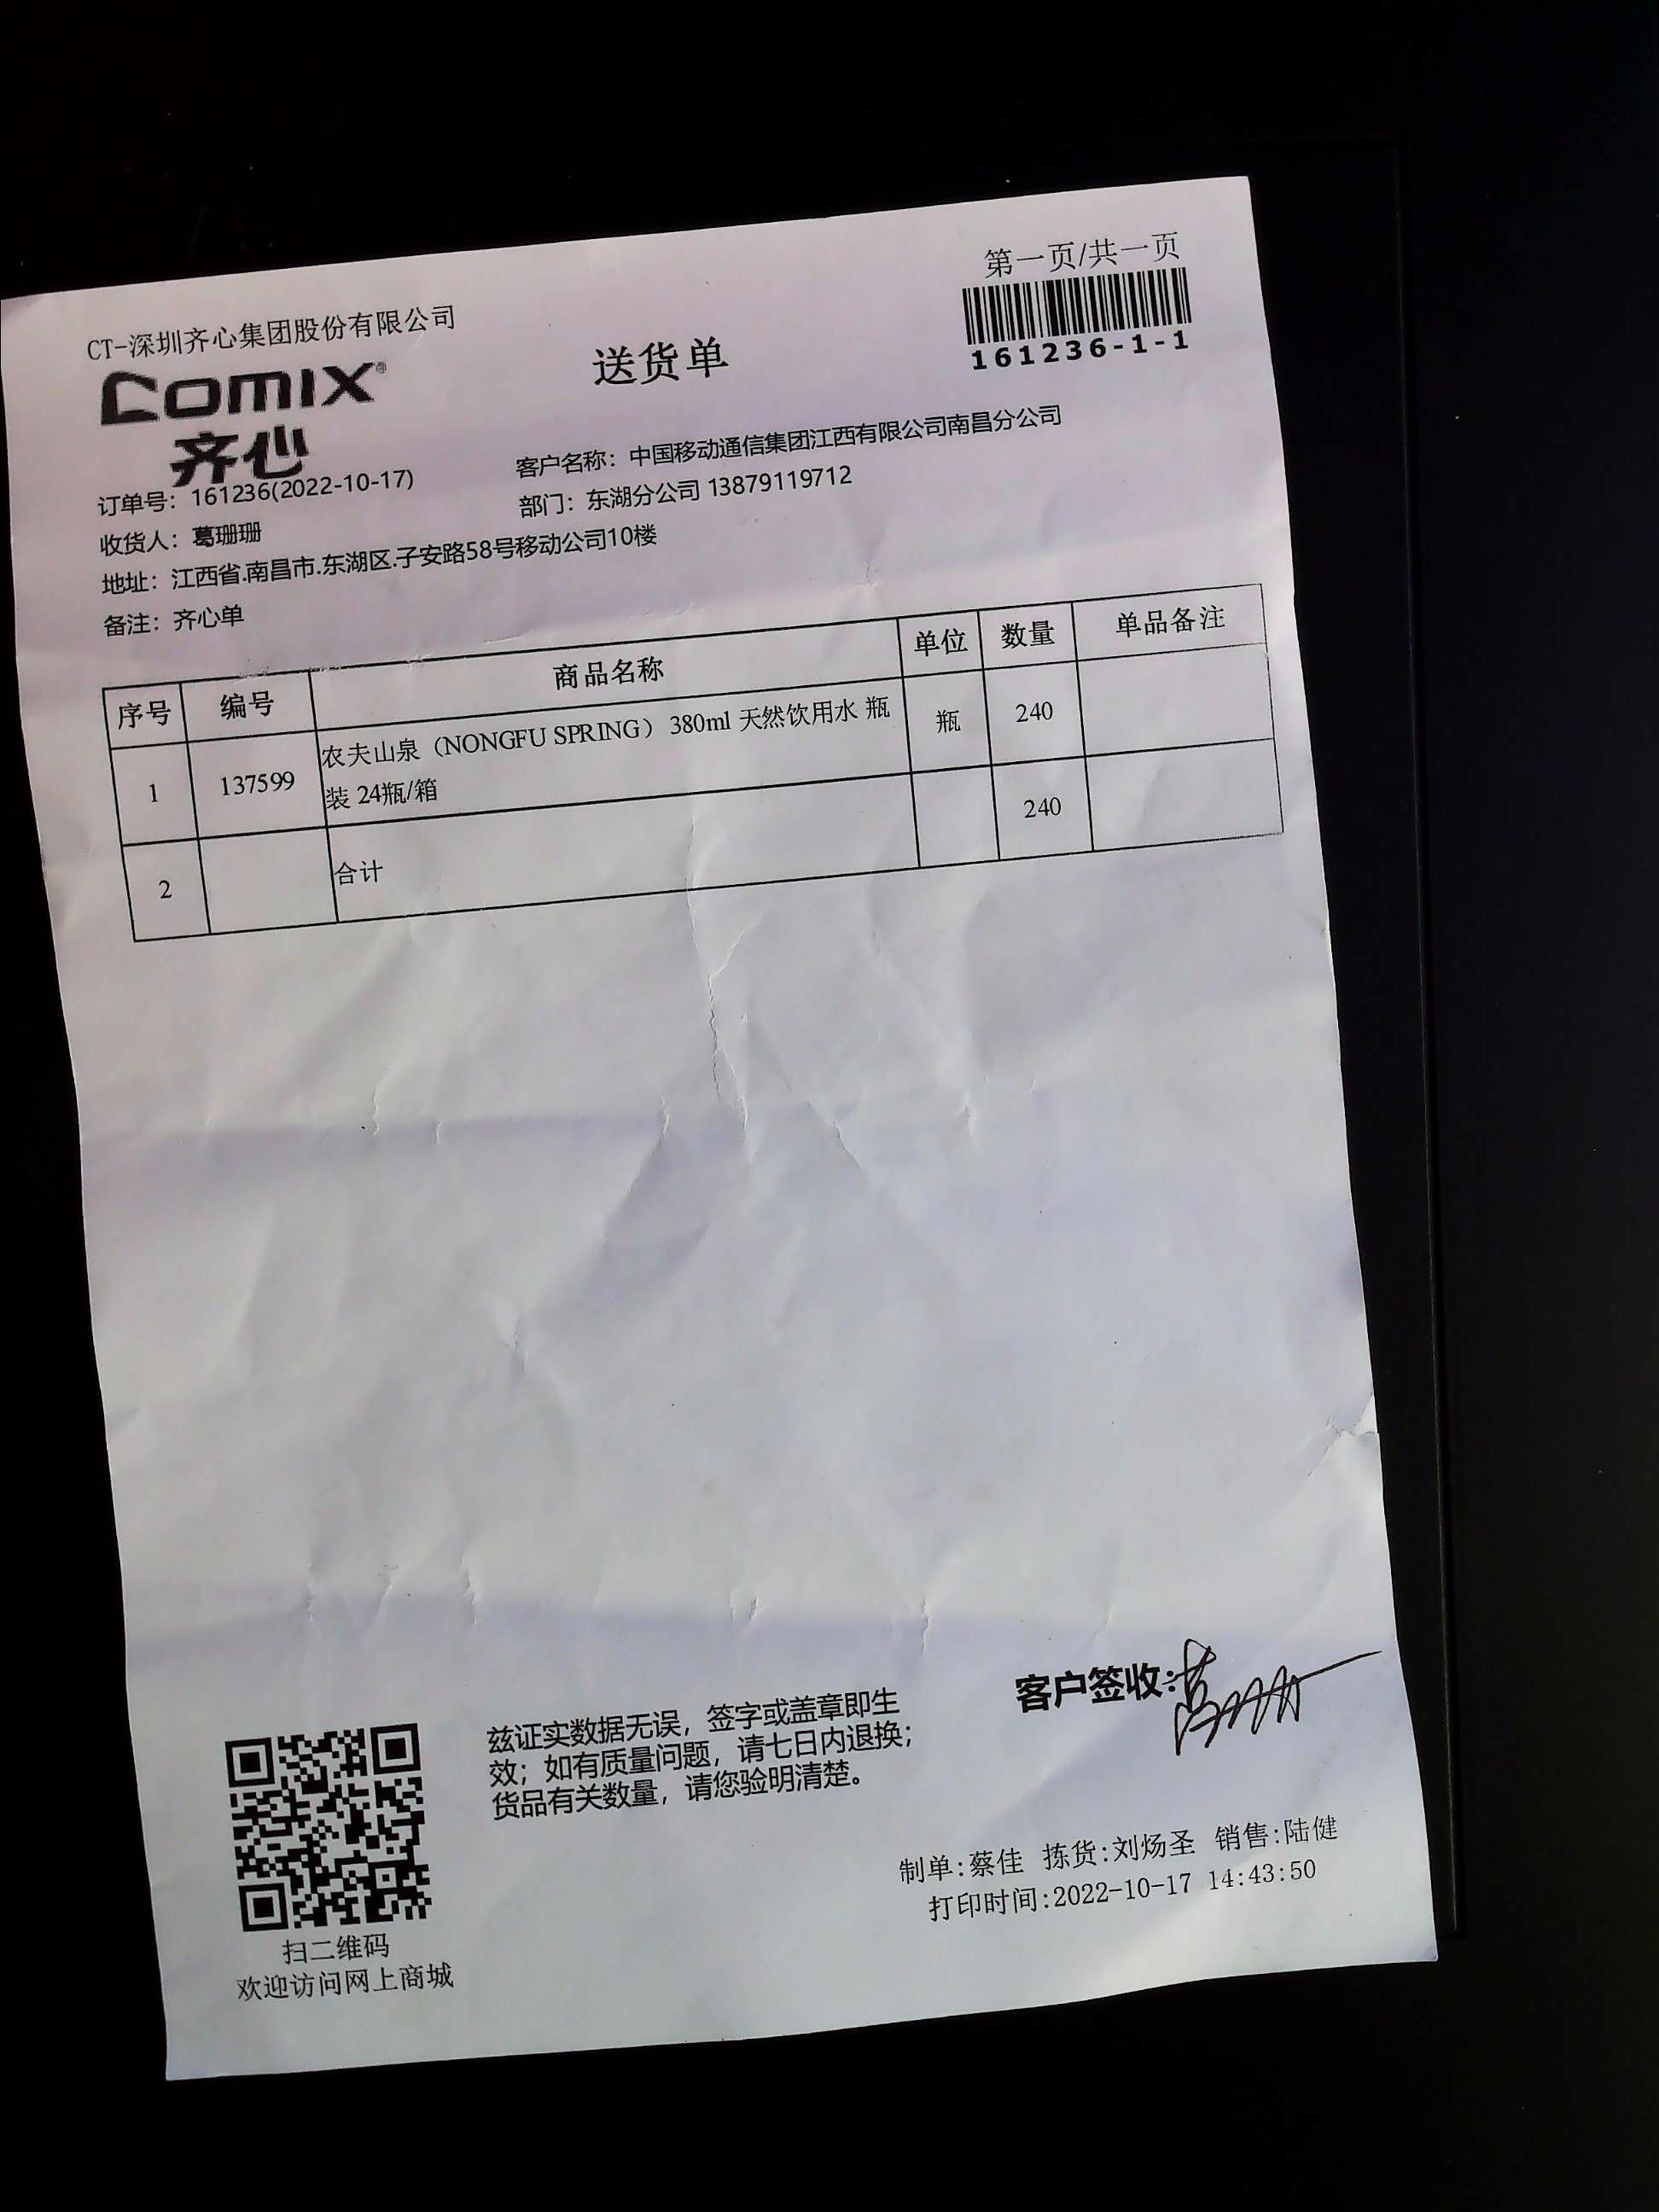 第一页/共一页
CT-深圳齐心集团股份有限公司
Comix®
齐心
送货单
161236-1-1
订单号：161236(2022-10-17)
客户名称：中国移动通信集团江西有限公司南昌分公司
收货人：葛珊珊
部门：东湖分公司 13879119712
地址：江西省.南昌市.东湖区.子安路58号移动公司10楼
备注：齐心单
序号 编号 商品名称 单位 数量 单品备注
1 137599 农夫山泉（NONGFU SPRING）380ml 天然饮用水 瓶 瓶 240
装 24瓶/箱
2 合计 240
客户签收:葛珊珊
兹证实数据无误，签字或盖章即生
效；如有质量问题，请七日内退换；
货品有关数量，请您验明清楚。
制单:蔡佳 拣货:刘炀圣 销售:陆健
打印时间:2022-10-17 14:43:50
扫二维码
欢迎访问网上商城